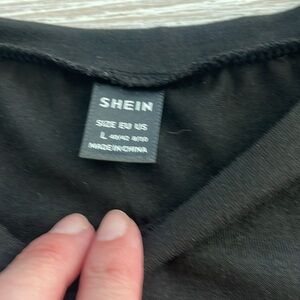 SHEIN
SIZE EU US
L 40/42 8/10
MADE IN CHINA